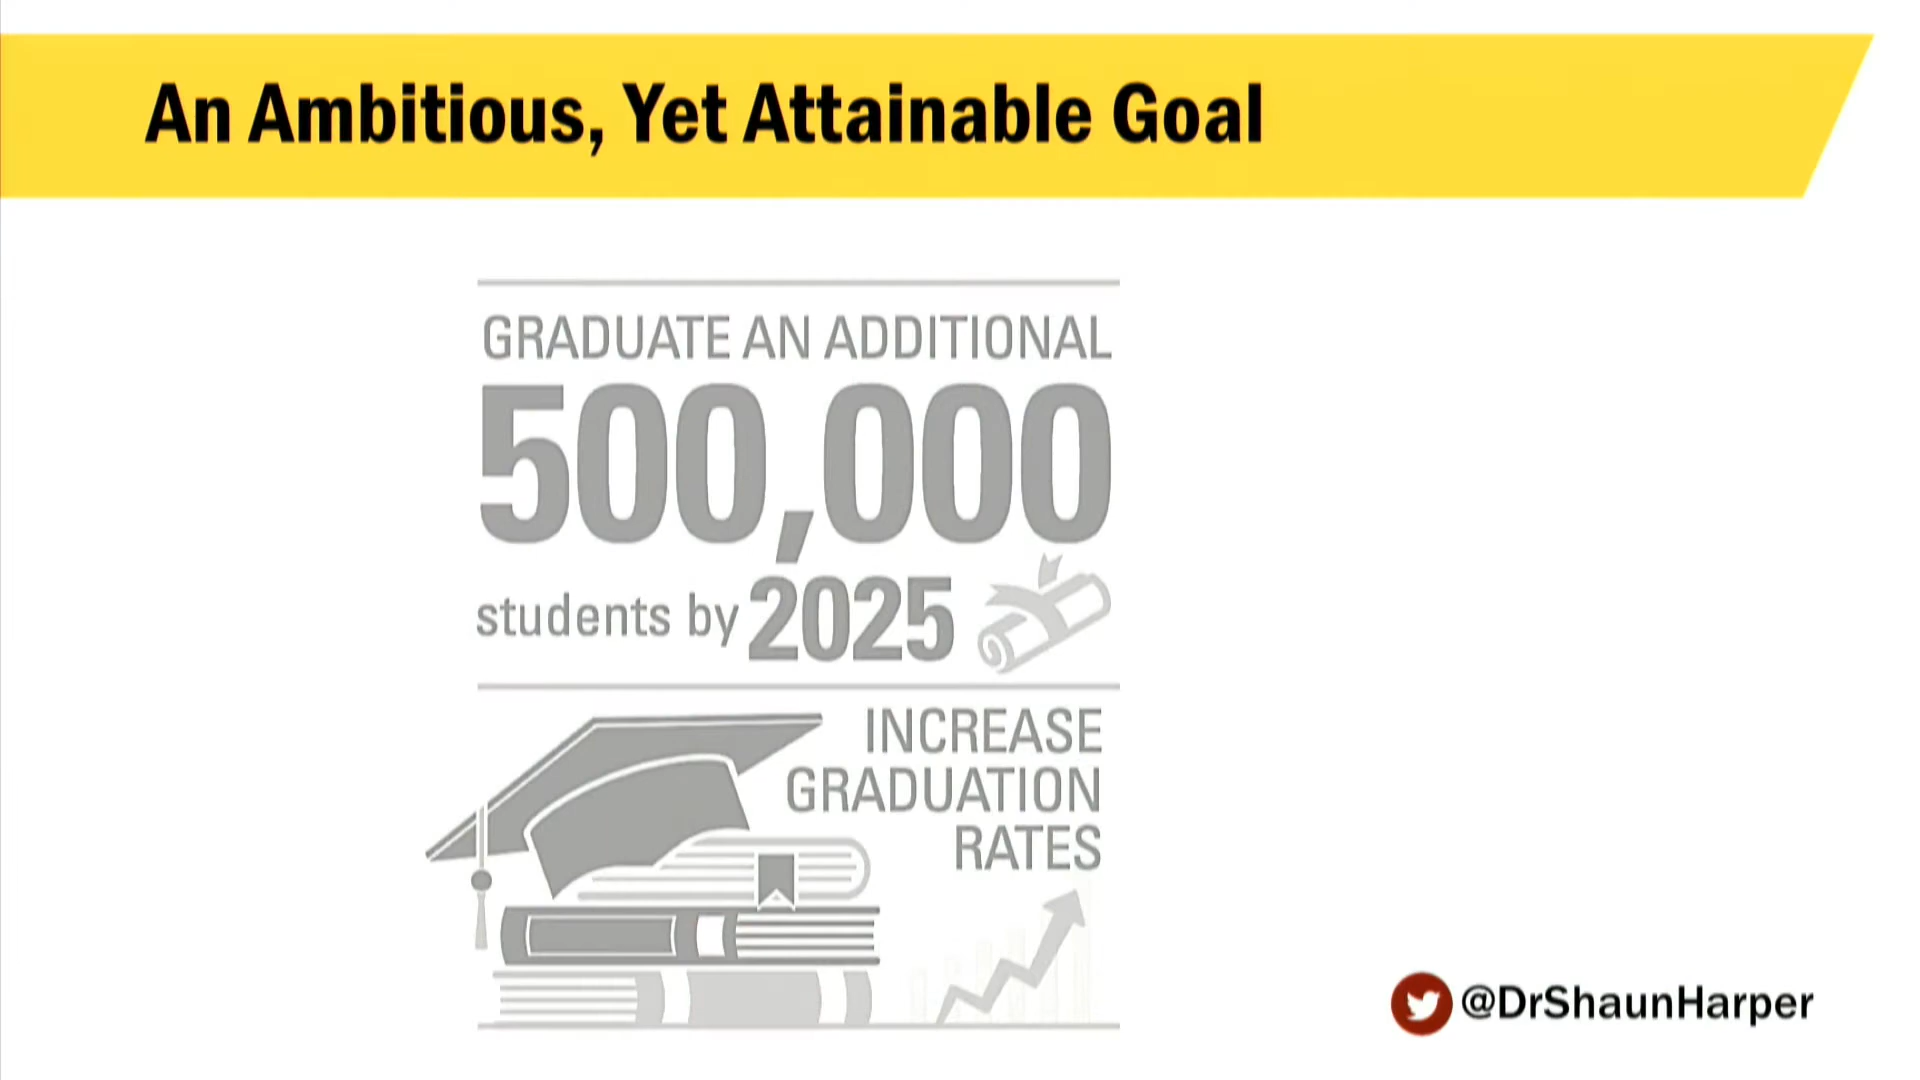 An Ambitious, Yet Attainable Goal
GRADUATE AN ADDITIONAL
500,000
students by 2025
INCREASE
GRADUATION
RATES
@DrShaunHarper